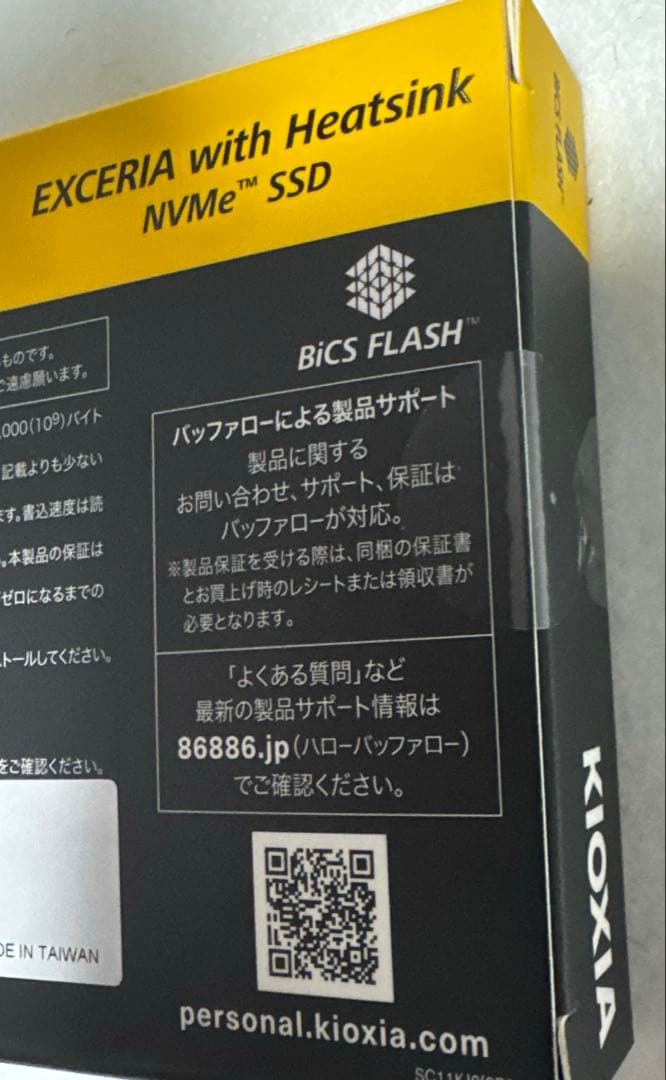 EXCERIA with Heatsink
NVMe™ SSD
BiCS FLASH
BiCS FLASH™
ものです。
ご遠慮願います。
,000(10⁹)バイト
記載よりも少ない
ます。書込速度は読
。本製品の保証は
ゼロになるまでの
トールしてください。
をご確認ください。
バッファローによる製品サポート
製品に関する
お問い合わせ、サポート、保証は
バッファローが対応。
※製品保証を受ける際は、同梱の保証書
とお買上げ時のレシートまたは領収書が
必要となります。
「よくある質問」など
最新の製品サポート情報は
86886.jp(ハローバッファロー)
でご確認ください。
DE IN TAIWAN
personal.kioxia.com
KIOXIA